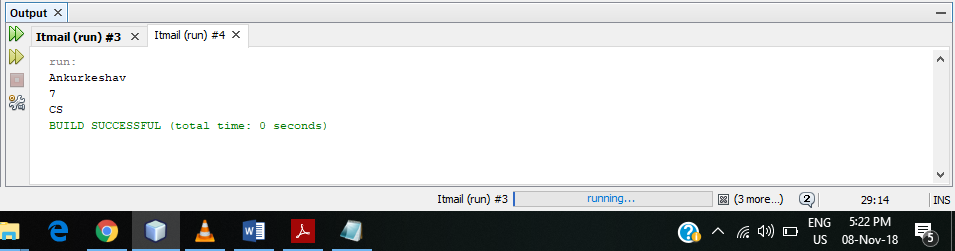 Output
Itmail (run) #3
Itmail (run) #4
run:
Ankurkeshav
7
CS
BUILD SUCCESSFUL (total time: 0 seconds)
Itmail (run) #3 running... (3 more...) 2 29:14 INS
ENG 5:22 PM
US 08-Nov-18 5